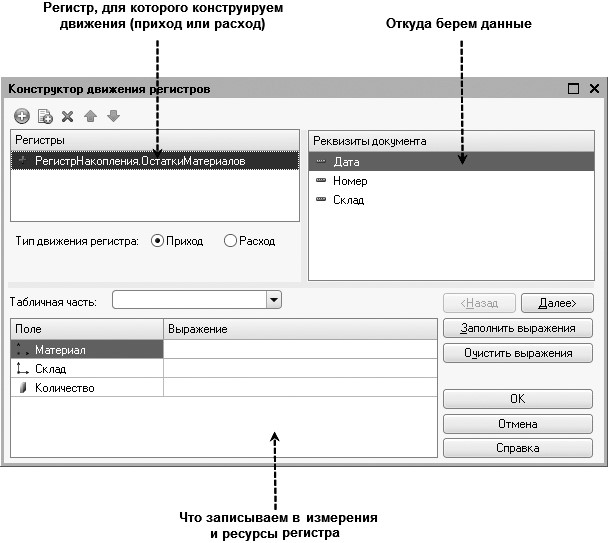 Регистр, для которого конструируем
движения (приход или расход)
Откуда берем данные
Конструктор движения регистров
Регистры
РегистрНакопления.ОстаткиМатериалов
Реквизиты документа
Дата
Номер
Склад
Тип движения регистра: Приход Расход
Табличная часть:
<Назад Далее>
Поле Выражение
Материал
Склад
Количество
Заполнить выражения
Очистить выражения
OK
Отмена
Справка
Что записываем в измерения
и ресурсы регистра